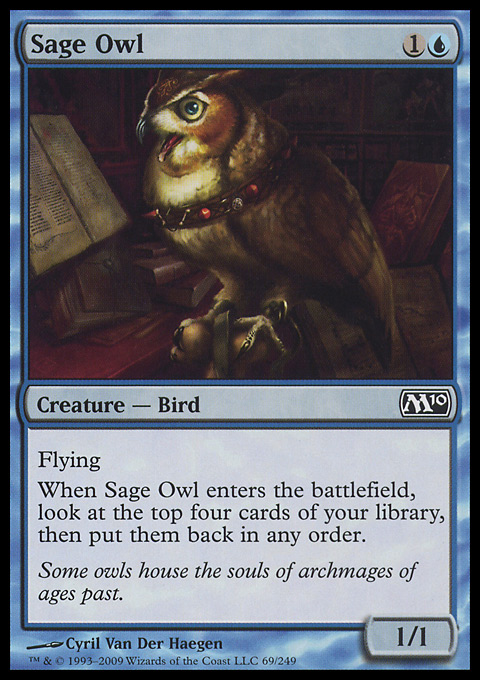 Sage Owl 1
Creature — Bird M10
Flying
When Sage Owl enters the battlefield,
look at the top four cards of your library,
then put them back in any order.
Some owls house the souls of archmages of
ages past.
Cyril Van Der Haegen
1/1
™ & © 1993–2009 Wizards of the Coast LLC 69/249